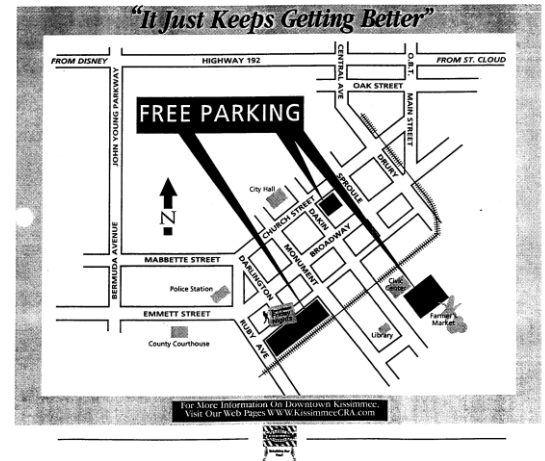 "It Just Keeps Getting Better"
FROM DISNEY
HIGHWAY 192
CENTRAL AVE
O.B.T.
FROM ST. CLOUD
JOHN YOUNG PARKWAY
OAK STREET
MAIN STREET
FREE PARKING
DRURY
City Hall
SPROULE
N
CHURCH STREET
DAKIN
BROADWAY
MONUMENT
BERMUDA AVENUE
MABBETTE STREET
DARLINGTON
Police Station
Civic
Center
EMMETT STREET
Friday
Nights
Farmer's
Market
RUBY AVE
Library
County Courthouse
For More Information On Downtown Kissimmee,
Visit Our Web Pages WWW.KissimmeeCRA.com